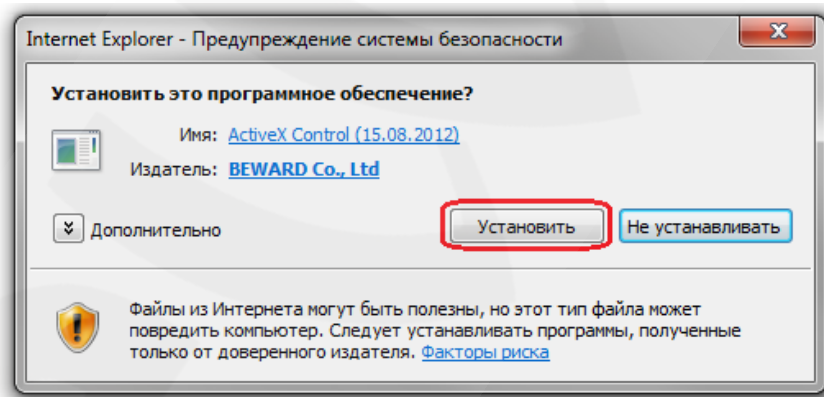 Internet Explorer - Предупреждение системы безопасности
Установить это программное обеспечение?
Имя: ActiveX Control (15.08.2012)
Издатель: BEWARD Co., Ltd
Дополнительно
Установить
Не устанавливать
Файлы из Интернета могут быть полезны, но этот тип файла может
повредить компьютер. Следует устанавливать программы, полученные
только от доверенного издателя. Факторы риска